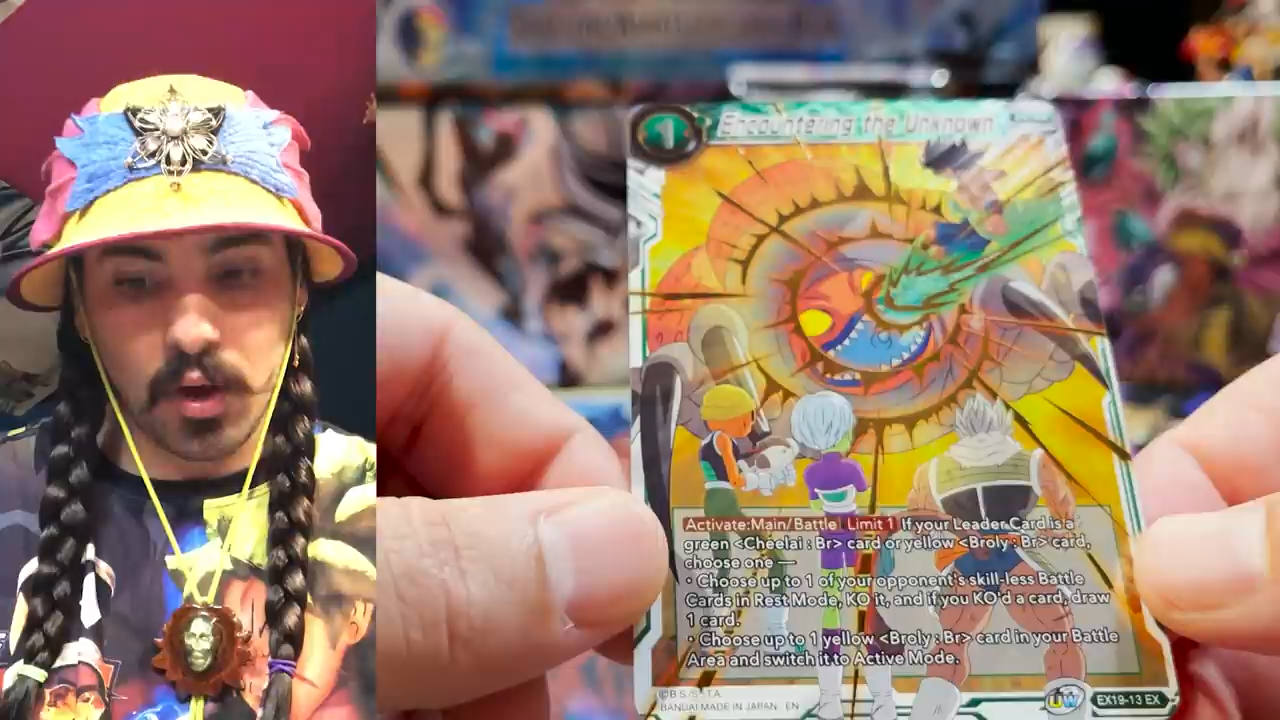 1
Encountering the Unknown
Activate:Main/Battle Limit 1 If your Leader Card is a
green <Cheelai : Br> card or yellow <Broly : Br> card,
choose one —
• Choose up to 1 of your opponent's skill-less Battle
Cards in Rest Mode, KO it, and if you KO'd a card, draw
1 card.
• Choose up to 1 yellow <Broly : Br> card in your Battle
Area and switch it to Active Mode.
©B.S./S.,T.A.
BANDAI MADE IN JAPAN EN
UW
EX19-13 EX